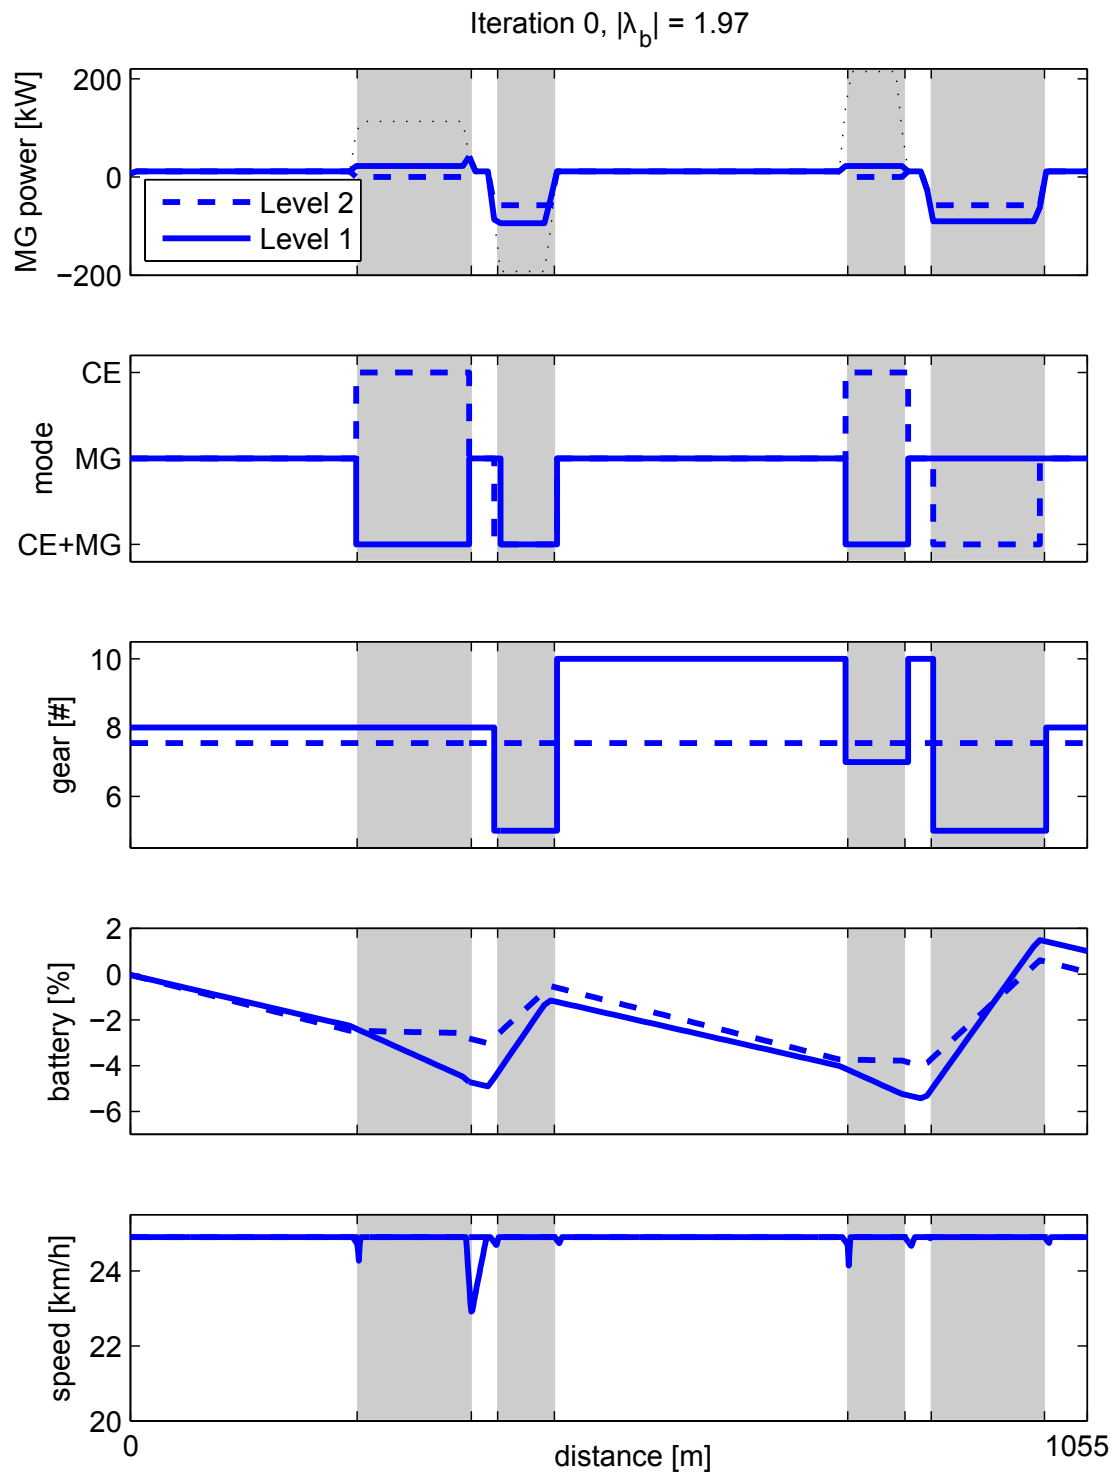 Iteration 0, |λ_b| = 1.97
MG power [kW]
200
0
−200
Level 2
Level 1
mode
CE
MG
CE+MG
gear [#]
10
8
6
battery [%]
2
0
−2
−4
−6
speed [km/h]
24
22
20
0
distance [m]
1055